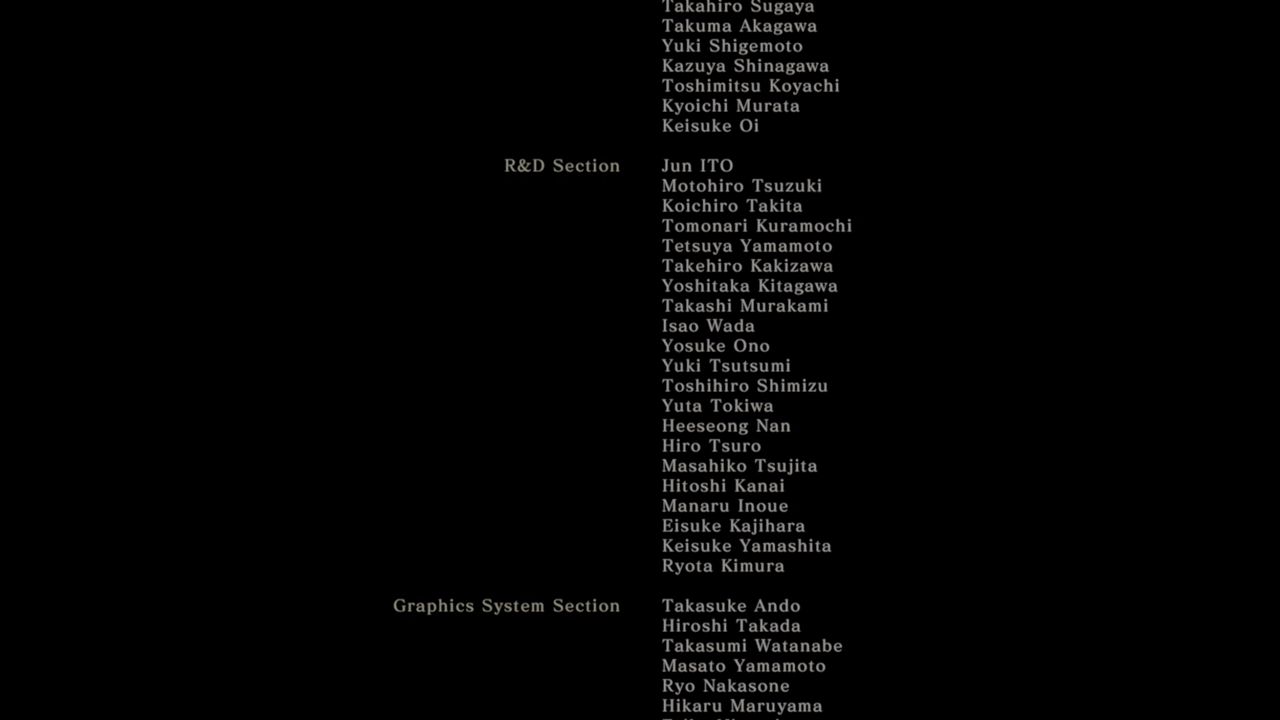 Takahiro Sugaya
Takuma Akagawa
Yuki Shigemoto
Kazuya Shinagawa
Toshimitsu Koyachi
Kyoichi Murata
Keisuke Oi
R&D Section Jun ITO
Motohiro Tsuzuki
Koichiro Takita
Tomonari Kuramochi
Tetsuya Yamamoto
Takehiro Kakizawa
Yoshitaka Kitagawa
Takashi Murakami
Isao Wada
Yosuke Ono
Yuki Tsutsumi
Toshihiro Shimizu
Yuta Tokiwa
Heeseong Nan
Hiro Tsuro
Masahiko Tsujita
Hitoshi Kanai
Manaru Inoue
Eisuke Kajihara
Keisuke Yamashita
Ryota Kimura
Graphics System Section Takasuke Ando
Hiroshi Takada
Takasumi Watanabe
Masato Yamamoto
Ryo Nakasone
Hikaru Maruyama